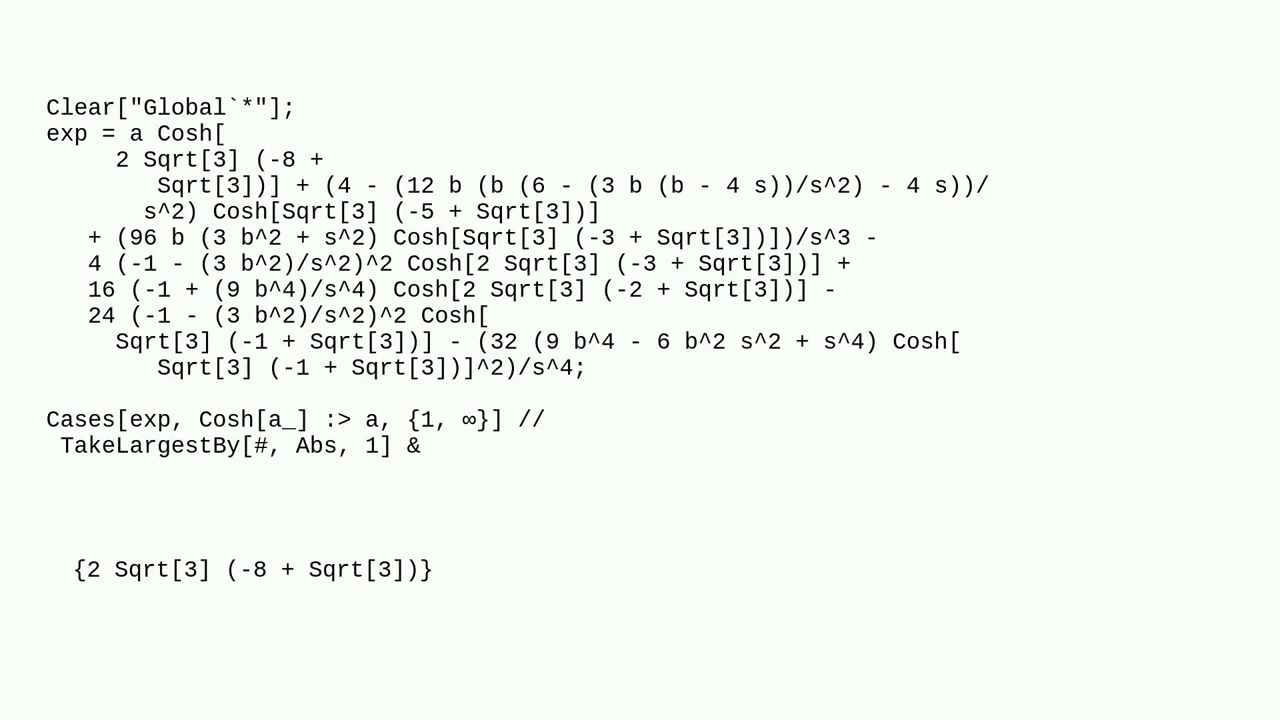 Clear["Global`*"];
exp = a Cosh[
2 Sqrt[3] (-8 +
Sqrt[3])] + (4 - (12 b (b (6 - (3 b (b - 4 s))/s^2) - 4 s))/
s^2) Cosh[Sqrt[3] (-5 + Sqrt[3])]
+ (96 b (3 b^2 + s^2) Cosh[Sqrt[3] (-3 + Sqrt[3])])/s^3 -
4 (-1 - (3 b^2)/s^2)^2 Cosh[2 Sqrt[3] (-3 + Sqrt[3])] +
16 (-1 + (9 b^4)/s^4) Cosh[2 Sqrt[3] (-2 + Sqrt[3])] -
24 (-1 - (3 b^2)/s^2)^2 Cosh[
Sqrt[3] (-1 + Sqrt[3])] - (32 (9 b^4 - 6 b^2 s^2 + s^4) Cosh[
Sqrt[3] (-1 + Sqrt[3])]^2)/s^4;
Cases[exp, Cosh[a_] :> a, {1, ∞}] //
TakeLargestBy[#, Abs, 1] &
{2 Sqrt[3] (-8 + Sqrt[3])}